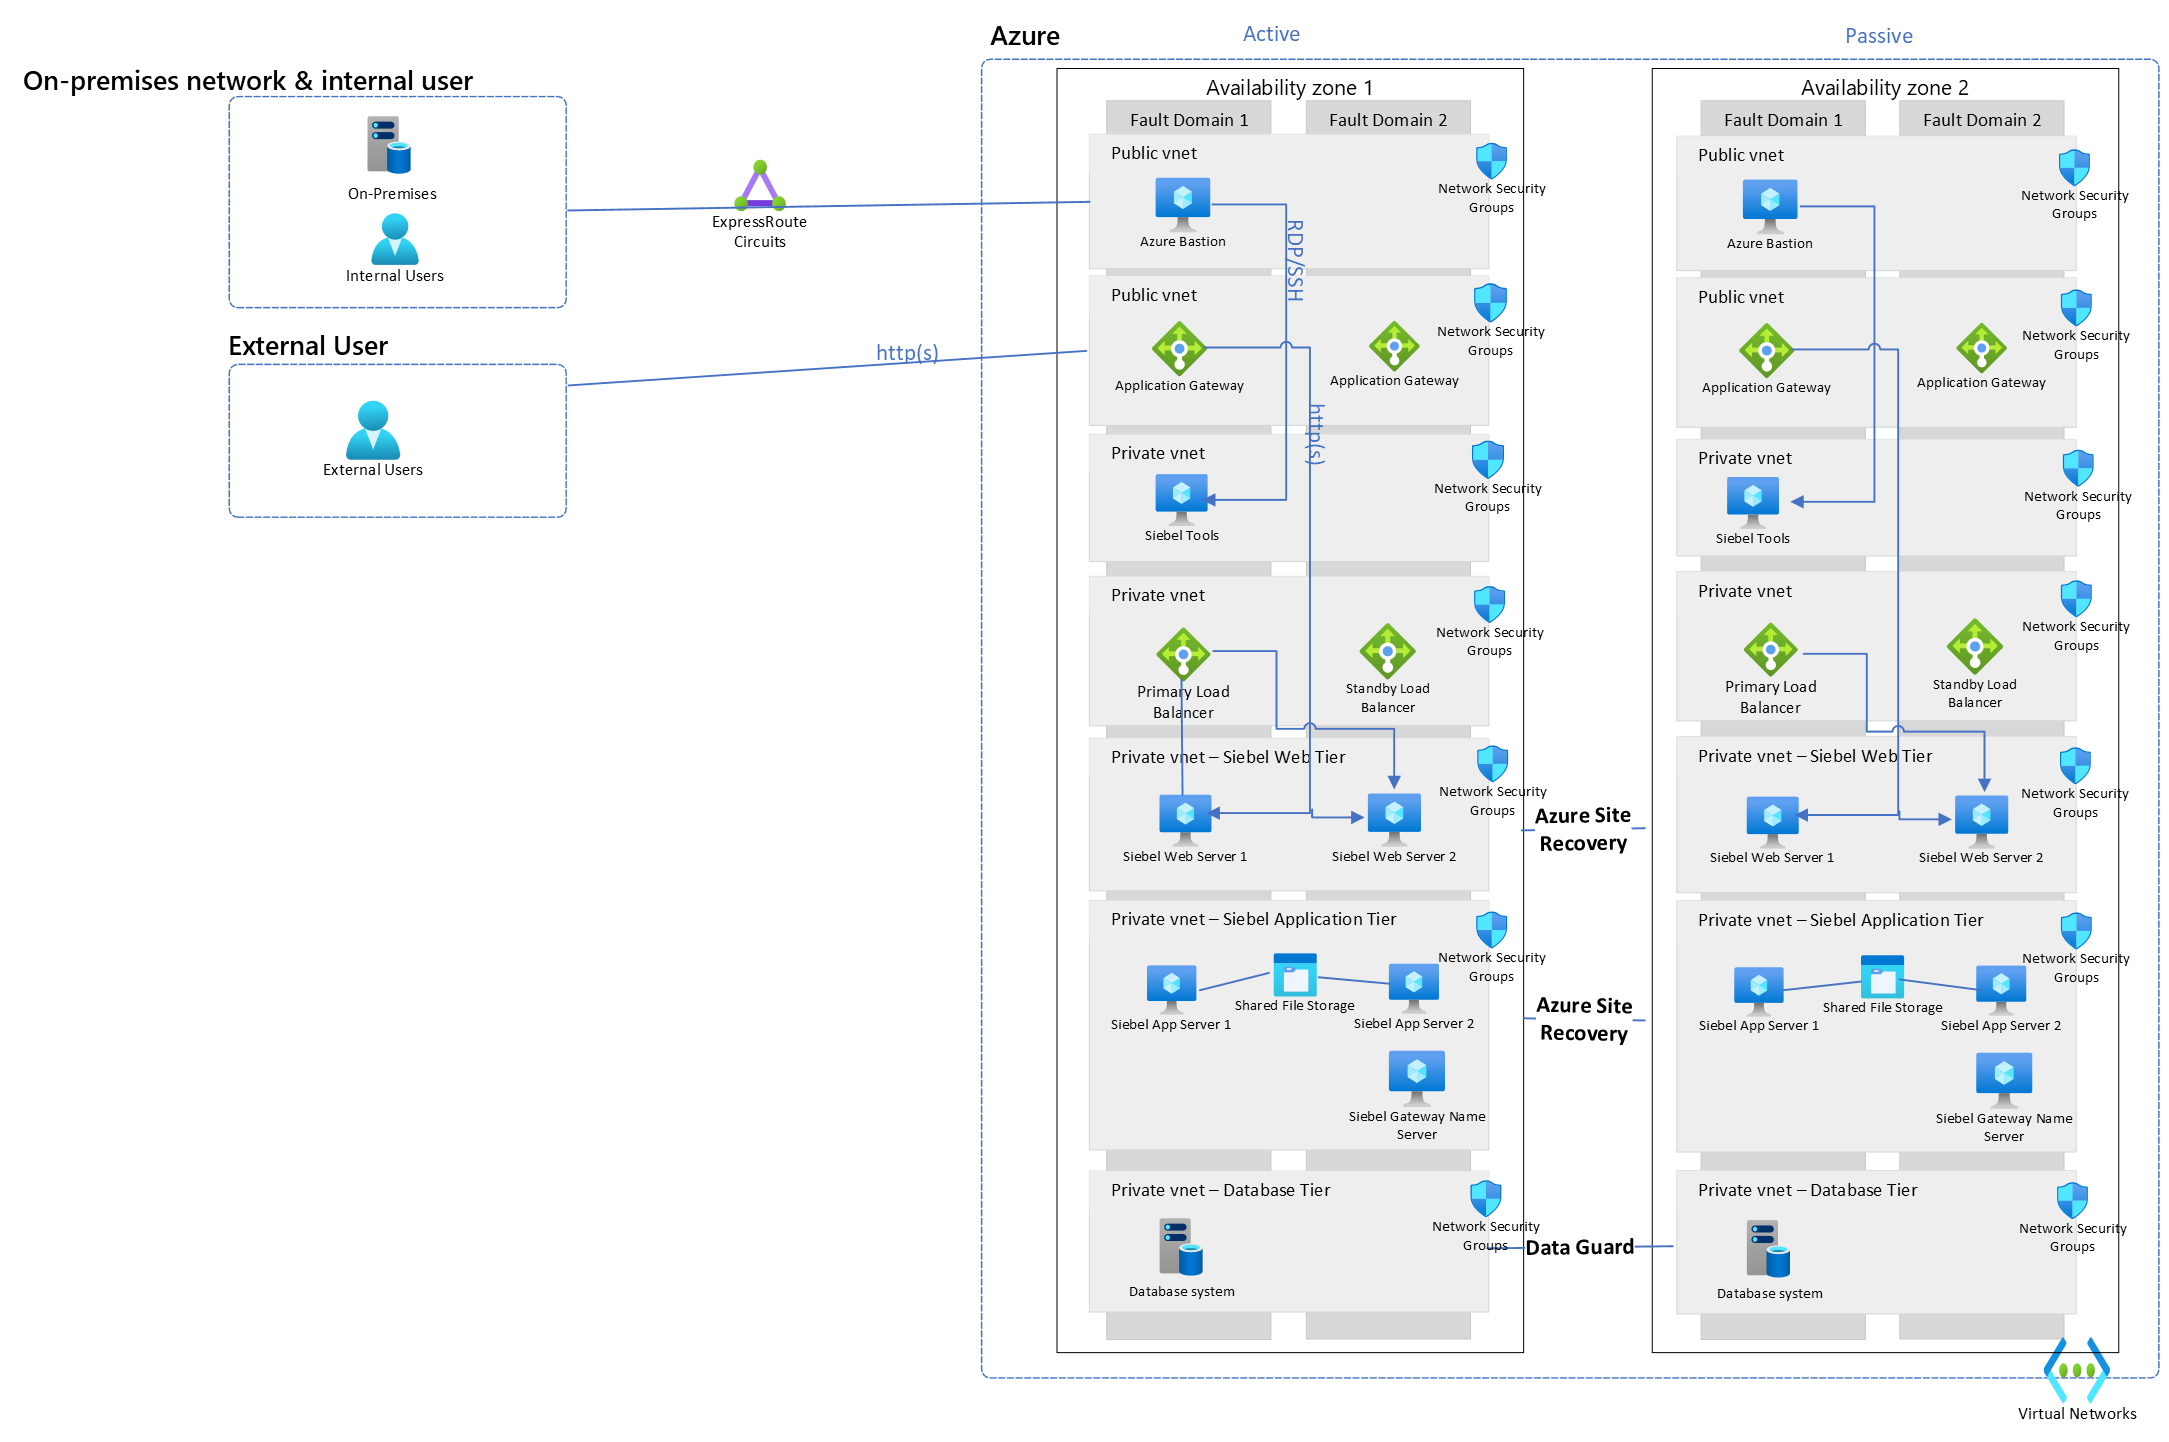 Azure
Active
Passive
On-premises network & internal user
On-Premises
Internal Users
ExpressRoute
Circuits
External User
http(s)
External Users
Availability zone 1
Fault Domain 1
Fault Domain 2
Public vnet
Network Security
Groups
Azure Bastion
RDP/SSH
Public vnet
Network Security
Groups
Application Gateway
Application Gateway
http(s)
Private vnet
Network Security
Groups
Siebel Tools
Private vnet
Network Security
Groups
Primary Load
Balancer
Standby Load
Balancer
Private vnet – Siebel Web Tier
Network Security
Groups
Siebel Web Server 1
Siebel Web Server 2
Private vnet – Siebel Application Tier
Network Security
Groups
Siebel App Server 1
Shared File Storage
Siebel App Server 2
Siebel Gateway Name
Server
Private vnet – Database Tier
Network Security
Groups
Database system
Azure Site
Recovery
Azure Site
Recovery
Data Guard
Availability zone 2
Fault Domain 1
Fault Domain 2
Public vnet
Network Security
Groups
Azure Bastion
Public vnet
Network Security
Groups
Application Gateway
Application Gateway
Private vnet
Network Security
Groups
Siebel Tools
Private vnet
Network Security
Groups
Primary Load
Balancer
Standby Load
Balancer
Private vnet – Siebel Web Tier
Network Security
Groups
Siebel Web Server 1
Siebel Web Server 2
Private vnet – Siebel Application Tier
Network Security
Groups
Siebel App Server 1
Shared File Storage
Siebel App Server 2
Siebel Gateway Name
Server
Private vnet – Database Tier
Network Security
Groups
Database system
Virtual Networks